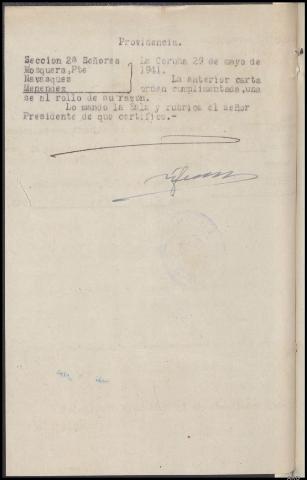 Providencia.
Seccion 2ª Señores La Coruña 29 de mayo de
Mosquera, Pte 1941.
La anterior carta
Menendez orden cumplimentada, una
se al rollo de su razon.
Lo mando la Sala y rubrica el señor
Presidente de que certifico.-